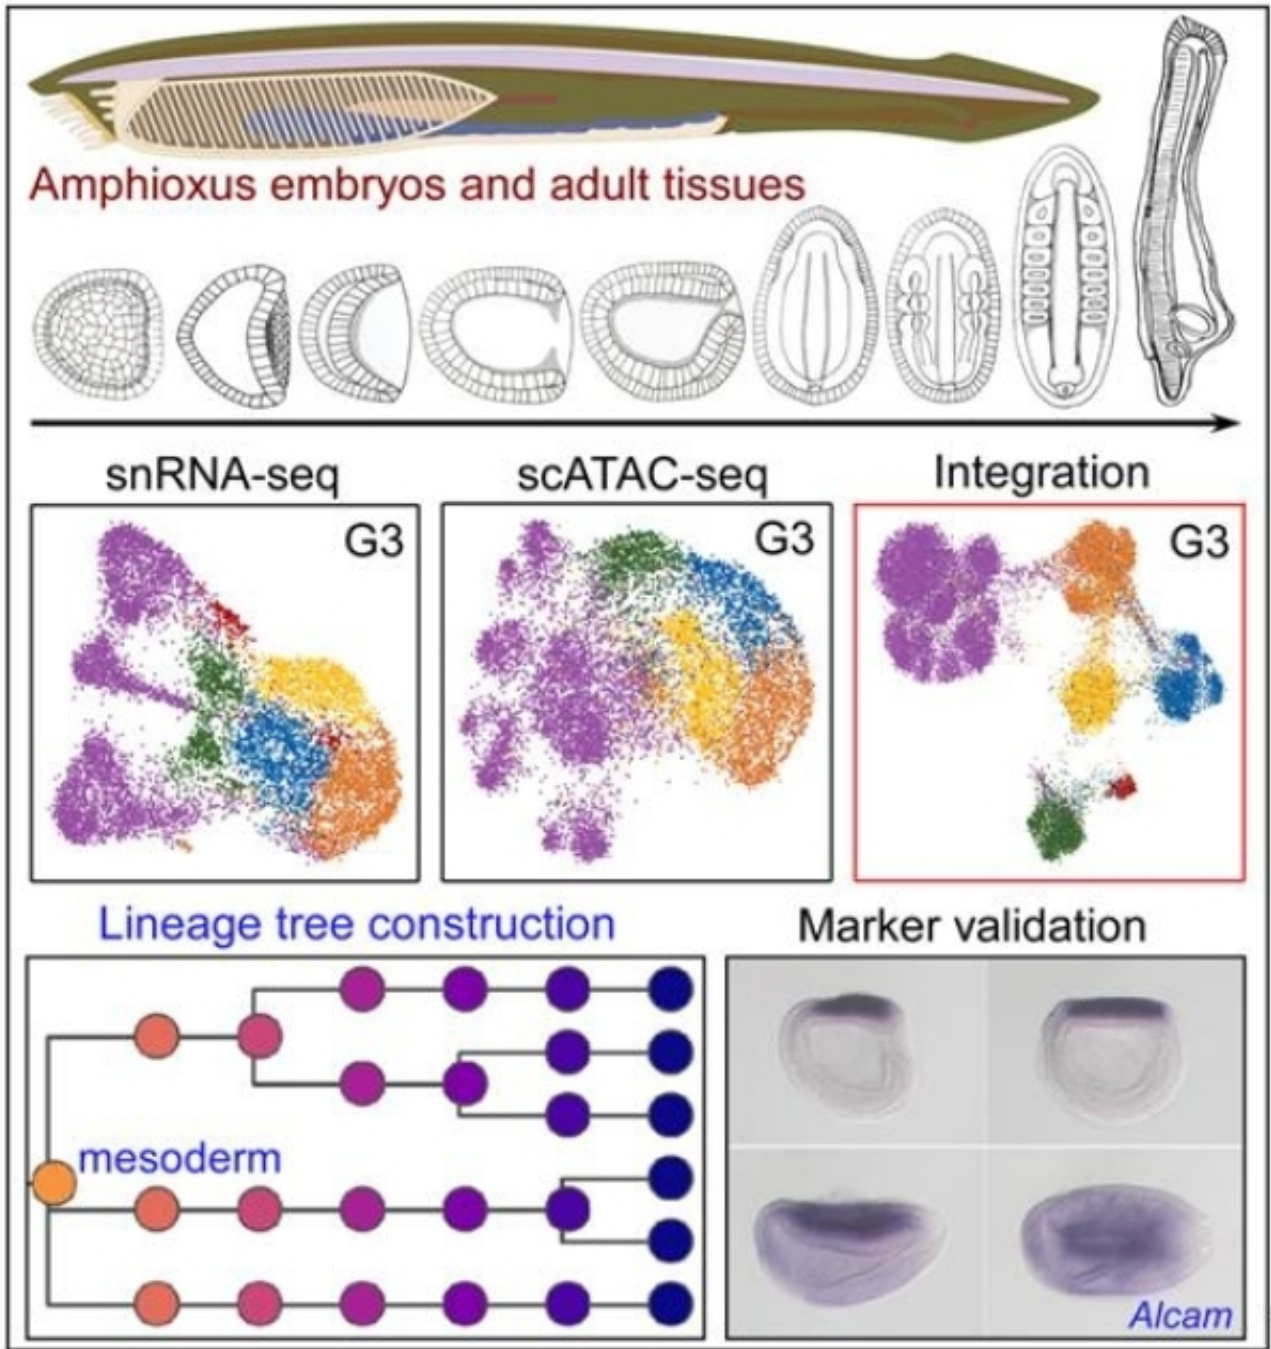 Amphioxus embryos and adult tissues
snRNA-seq
scATAC-seq
Integration
G3
G3
G3
Lineage tree construction
Marker validation
mesoderm
Alcam